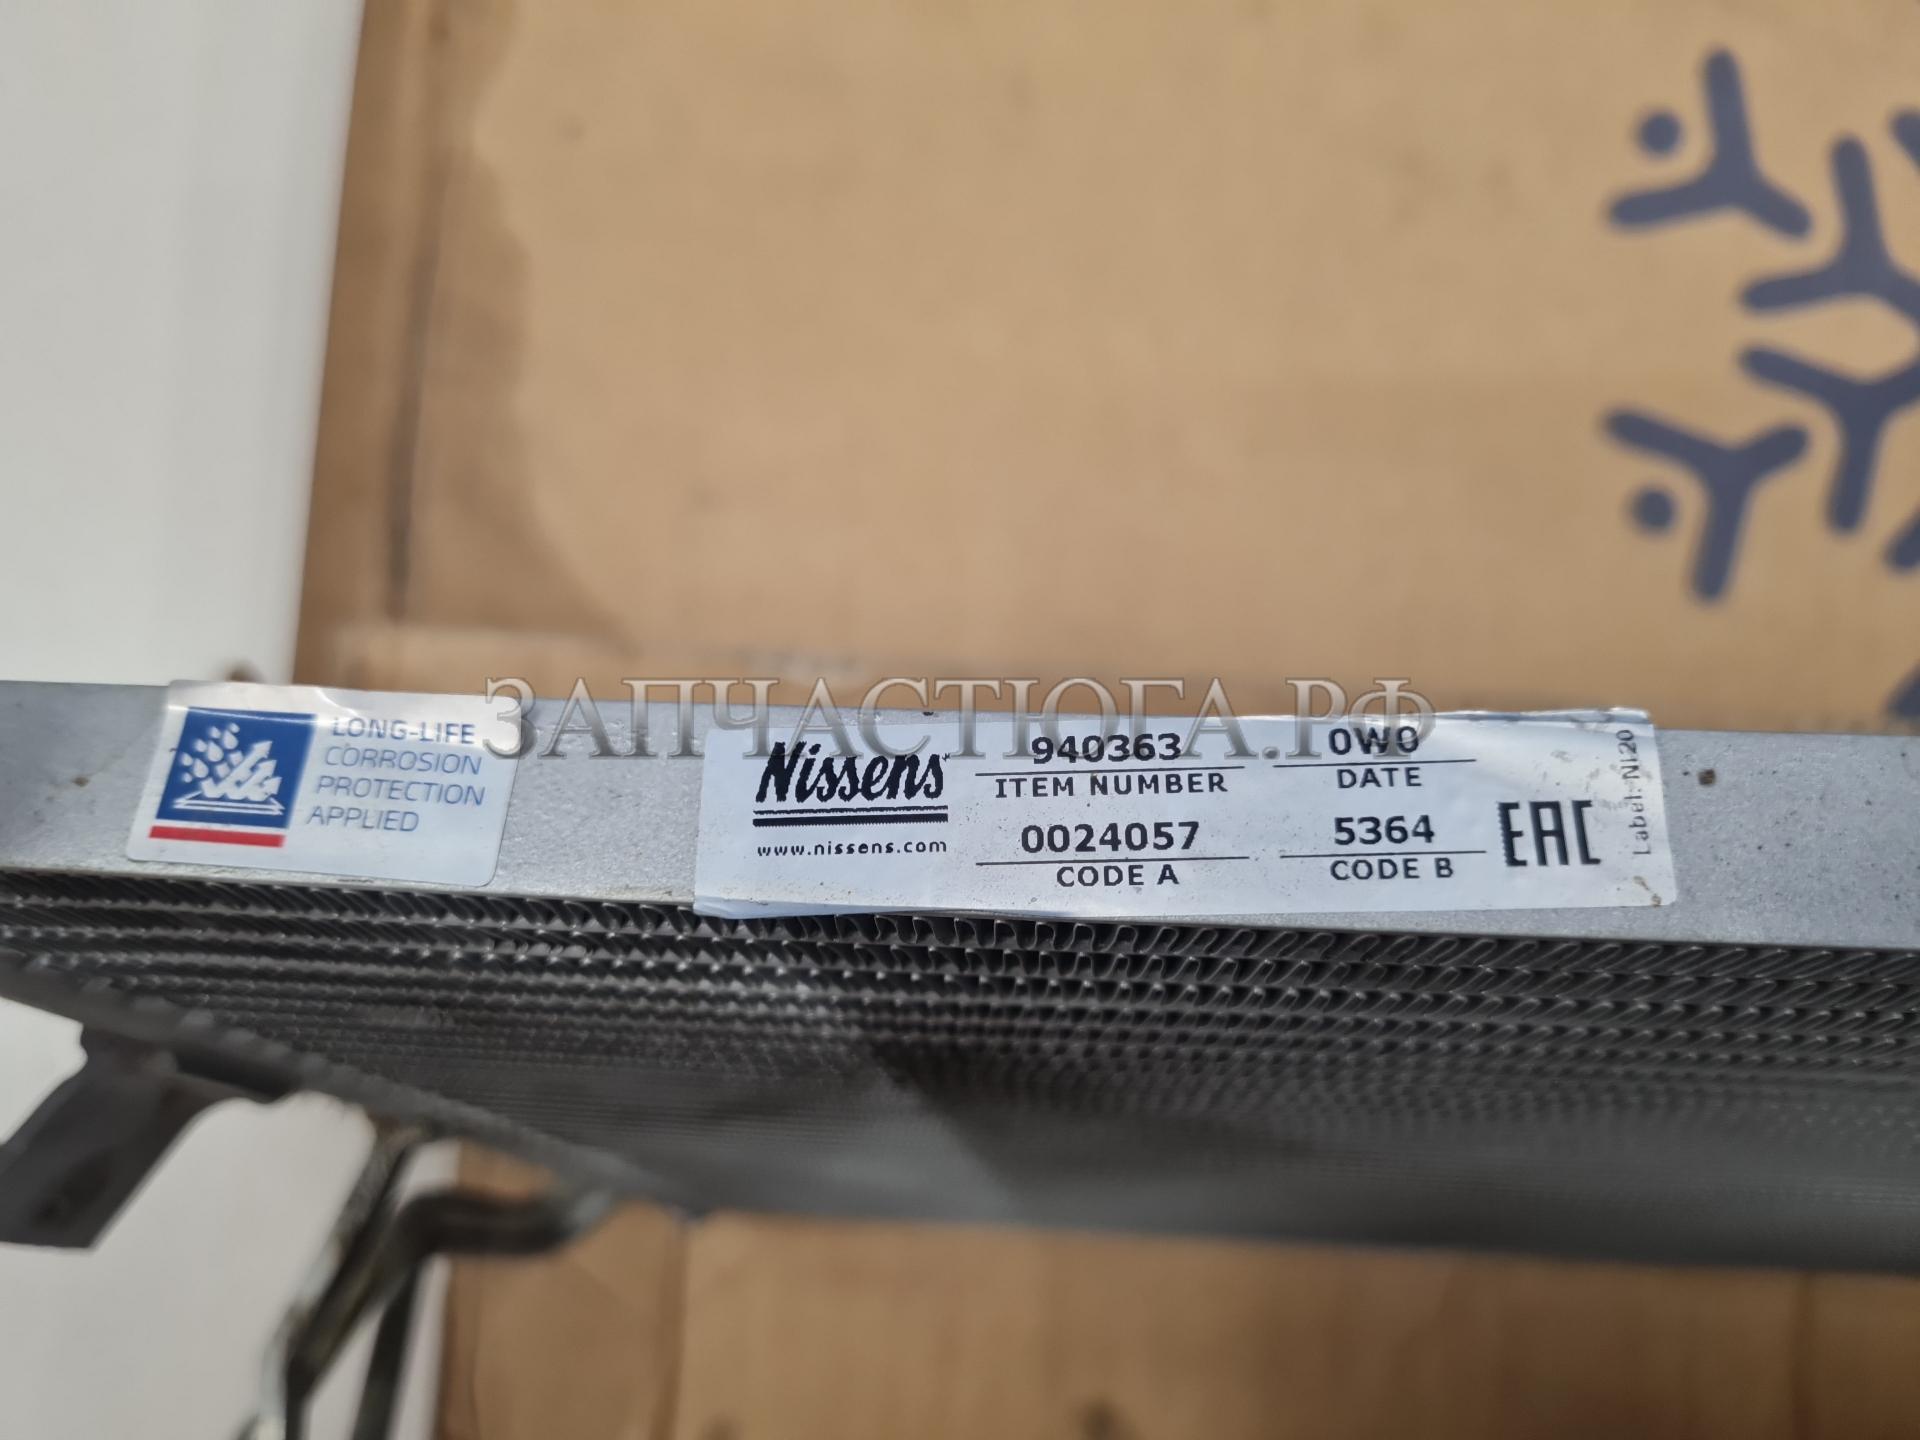 ЗАПЧАСТЮГА.РФ
LONG-LIFE
CORROSION
PROTECTION
APPLIED
Nissens
www.nissens.com
940363
ITEM NUMBER
0024057
CODE A
0W0
DATE
5364
CODE B
EAC
Label: NI20